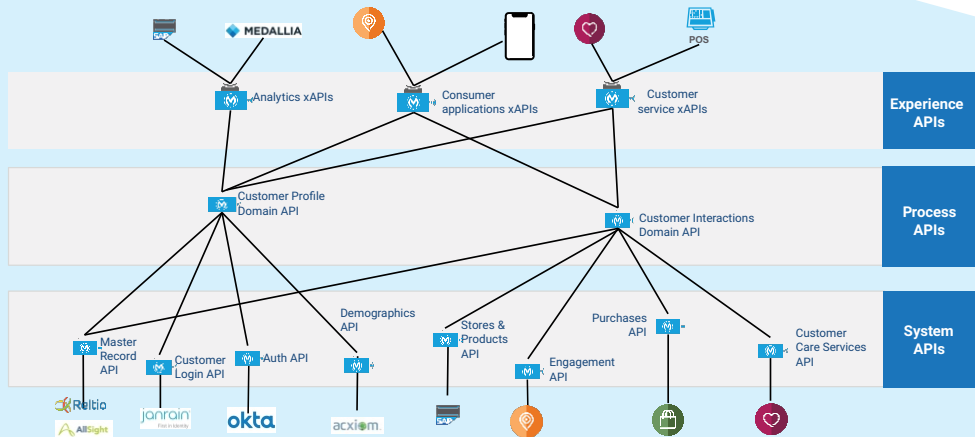 SAP
MEDALLIA
POS
Analytics xAPIs
Consumer
applications xAPIs
Customer
service xAPIs
Experience
APIs
Customer Profile
Domain API
Customer Interactions
Domain API
Process
APIs
Master
Record
API
Customer
Login API
Auth API
Demographics
API
Stores &
Products
API
Engagement
API
Purchases
API
Customer
Care Services
API
System
APIs
Reltio
AllSight
janrain
okta
acxiom
SAP